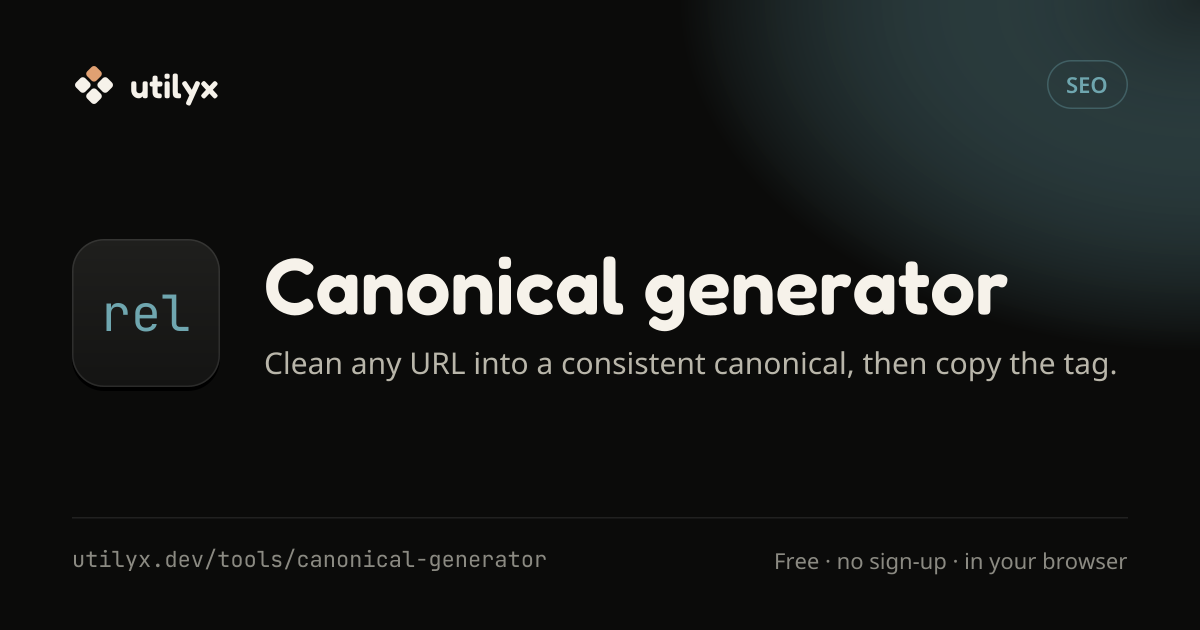 utilyx
SEO
rel
Canonical generator
Clean any URL into a consistent canonical, then copy the tag.
utilyx.dev/tools/canonical-generator
Free · no sign-up · in your browser